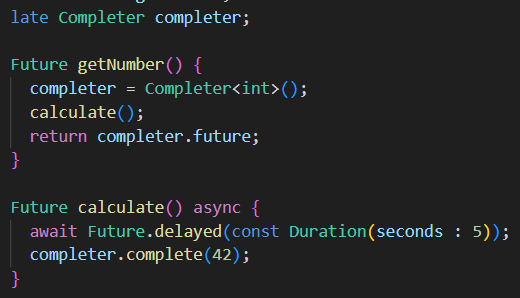 late Completer completer;
Future getNumber() {
completer = Completer<int>();
calculate();
return completer.future;
}
Future calculate() async {
await Future.delayed(const Duration(seconds : 5));
completer.complete(42);
}